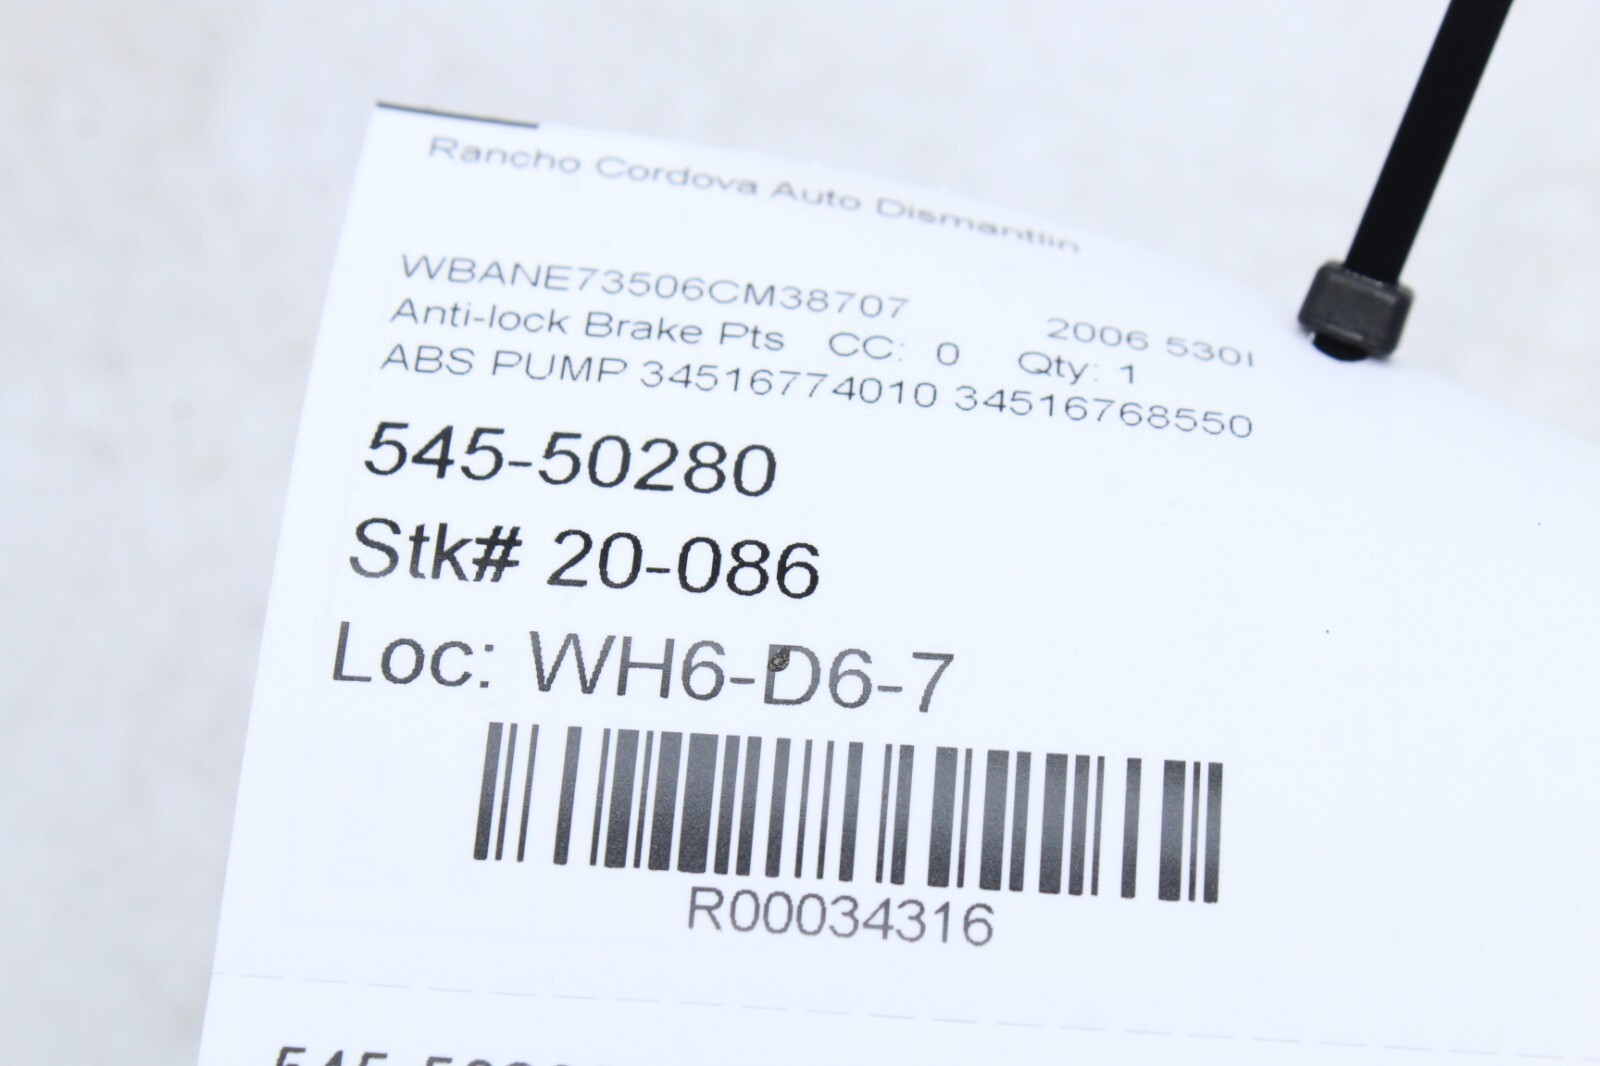 Rancho Cordova Auto Dismantlin
WBANE73506CM38707 2006 530I
Anti-lock Brake Pts CC: 0 Qty: 1
ABS PUMP 34516774010 34516768550
545-50280
Stk# 20-086
Loc: WH6-D6-7
R00034316